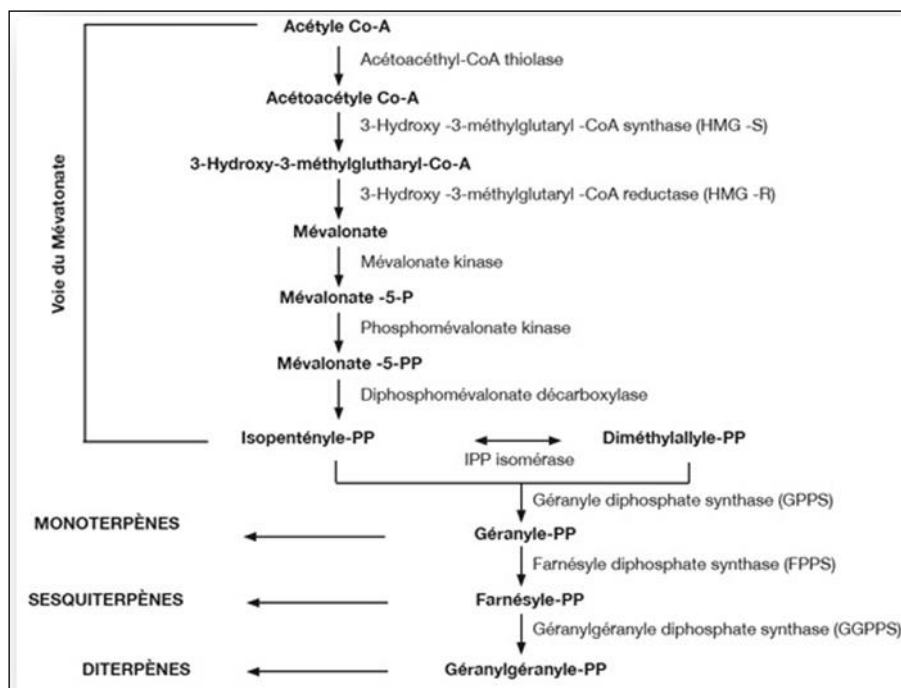 Acétyle Co-A
Acétoacéthyl-CoA thiolase
Acétoacétyle Co-A
3-Hydroxy -3-méthylglutaryl -CoA synthase (HMG -S)
3-Hydroxy-3-méthylglutharyl-Co-A
3-Hydroxy -3-méthylglutaryl -CoA reductase (HMG -R)
Voie du Mévatonate
Mévalonate
Mévalonate kinase
Mévalonate -5-P
Phosphomévalonate kinase
Mévalonate -5-PP
Diphosphomévalonate décarboxylase
Isopentényle-PP
Diméthylallyle-PP
IPP isomérase
Géranyle diphosphate synthase (GPPS)
MONOTERPÈNES
Géranyle-PP
Farnésyle diphosphate synthase (FPPS)
SESQUITERPÈNES
Farnésyle-PP
Géranylgéranyle diphosphate synthase (GGPPS)
DITERPÈNES
Géranylgéranyle-PP